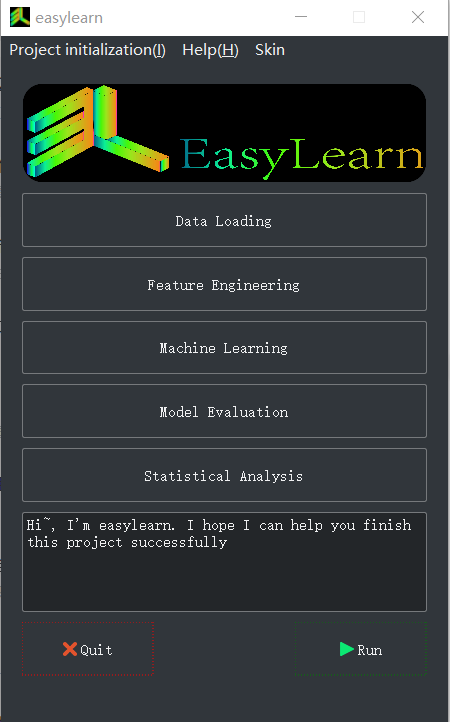 easylearn
Project initialization(I) Help(H) Skin
EasyLearn
Data Loading
Feature Engineering
Machine Learning
Model Evaluation
Statistical Analysis
Hi~, I'm easylearn. I hope I can help you finish
this project successfully
Quit
Run